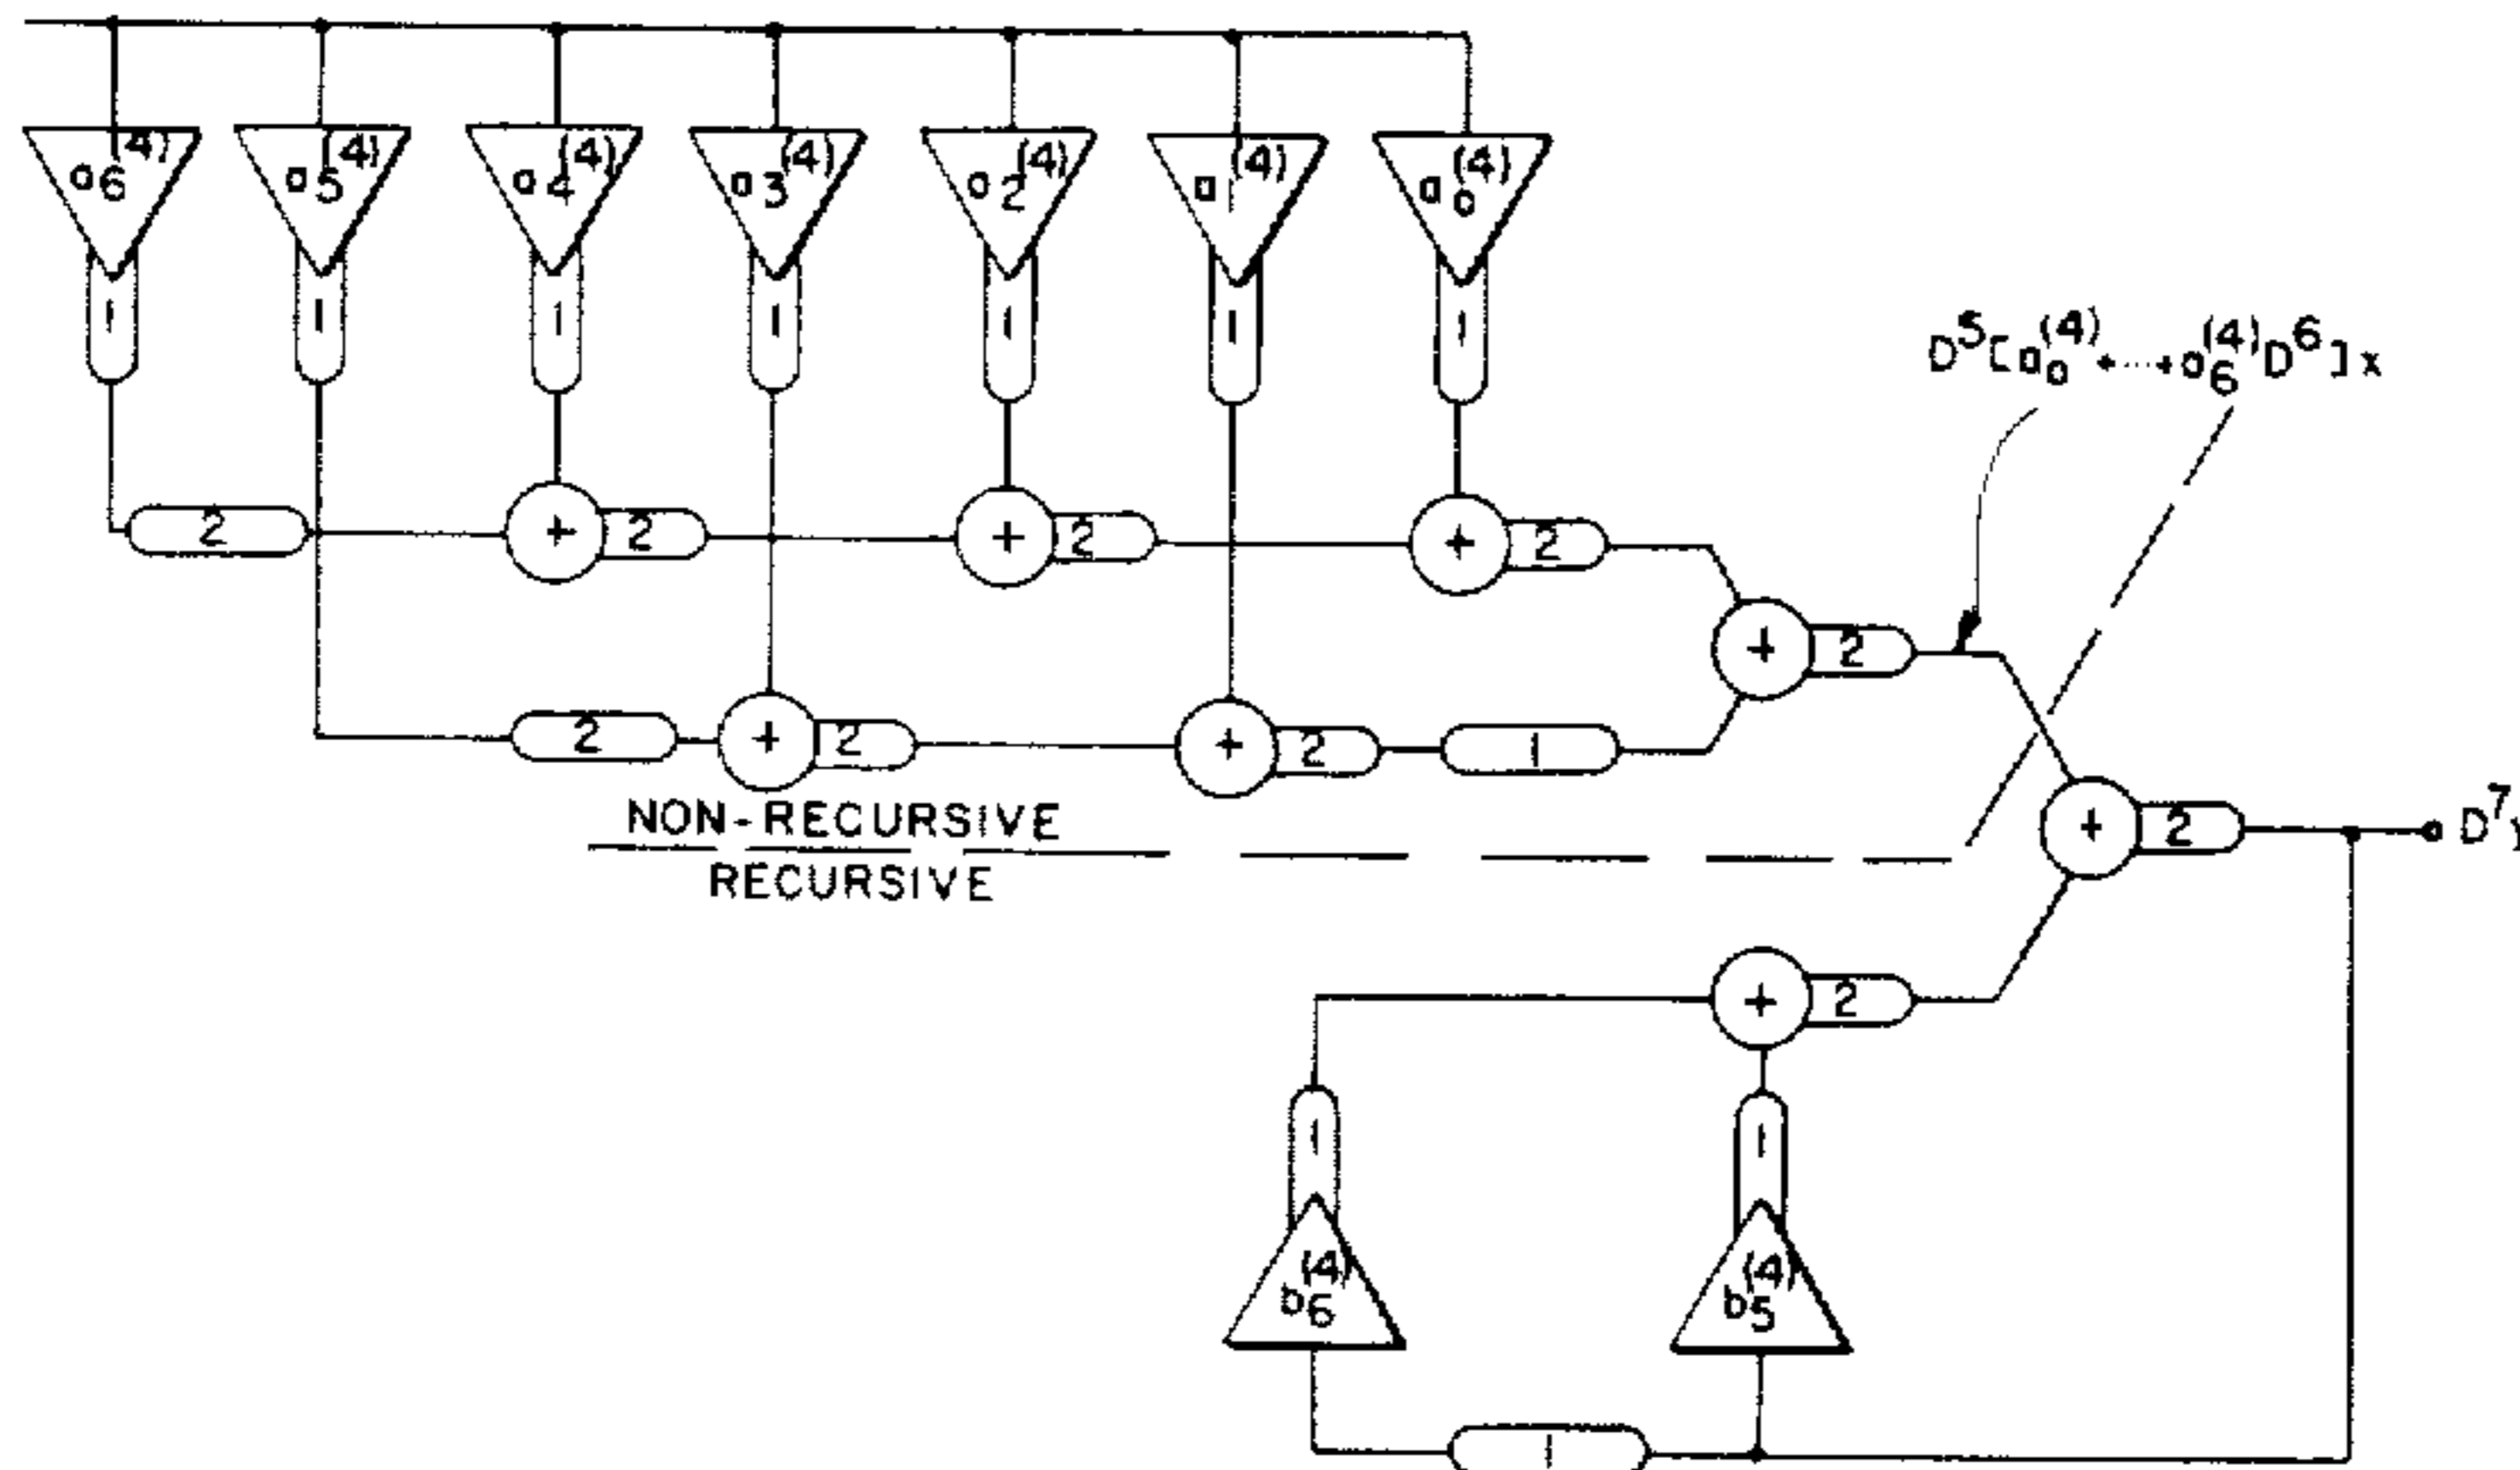 a6(4) a5(4) a4(4) a3(4) a2(4) a1(4) a0(4)
1 1 1 1 1 1 1
D5[a0(4)+...+a6(4)D6]x
2 + 2 + 2 + 2
+ 2
2 + 2 + 2 1
NON-RECURSIVE
+ 2 D7y
RECURSIVE
+ 2
1 1
b6(4) b5(4)
1